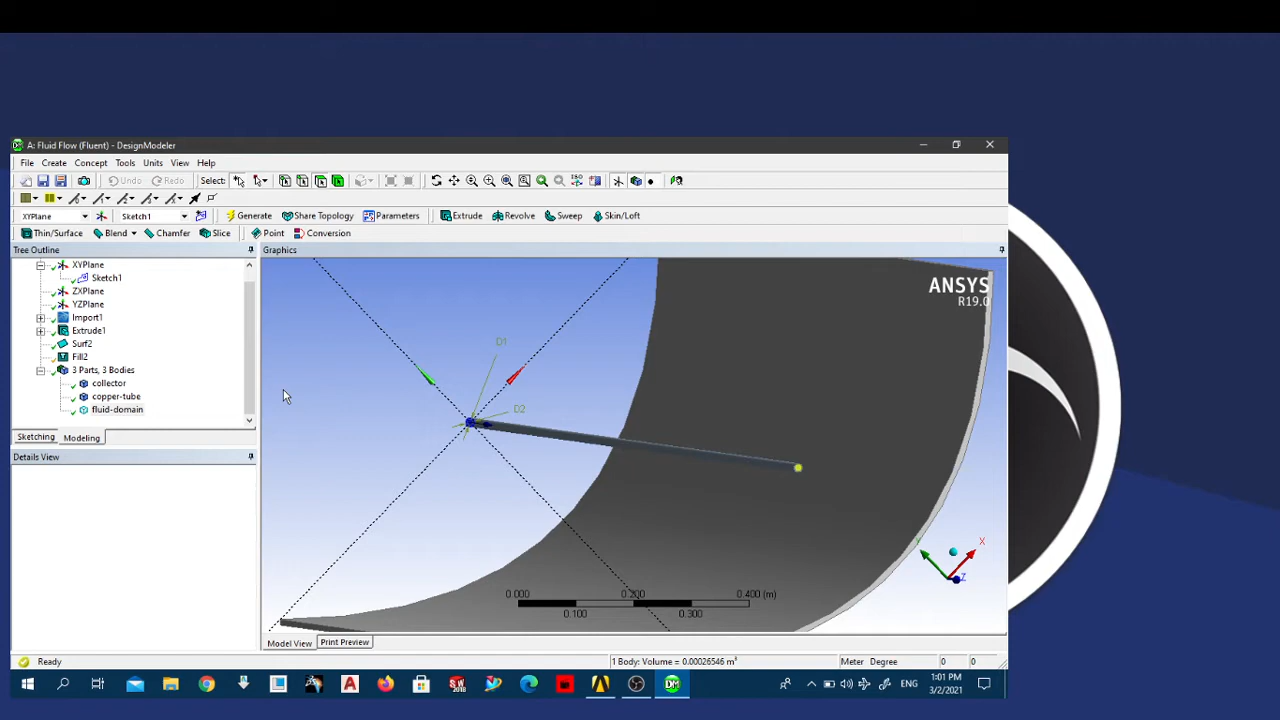 A: Fluid Flow (Fluent) - DesignModeler
File Create Concept Tools Units View Help
Undo Redo Select:
XYPlane Sketch1 Generate Share Topology Parameters Extrude Revolve Sweep Skin/Loft
Thin/Surface Blend Chamfer Slice Point Conversion
Tree Outline
XYPlane
Sketch1
ZXPlane
YZPlane
Import1
Extrude1
Surf2
Fill2
3 Parts, 3 Bodies
collector
copper-tube
fluid-domain
Sketching Modeling
Details View
Graphics
ANSYS
R19.0
D1
D2
X
Z
0.000 0.200 0.400 (m)
0.100 0.300
Model View Print Preview
Ready 1 Body: Volume = 0.00026546 m³ Meter Degree 0 0
ENG 1:01 PM
3/2/2021